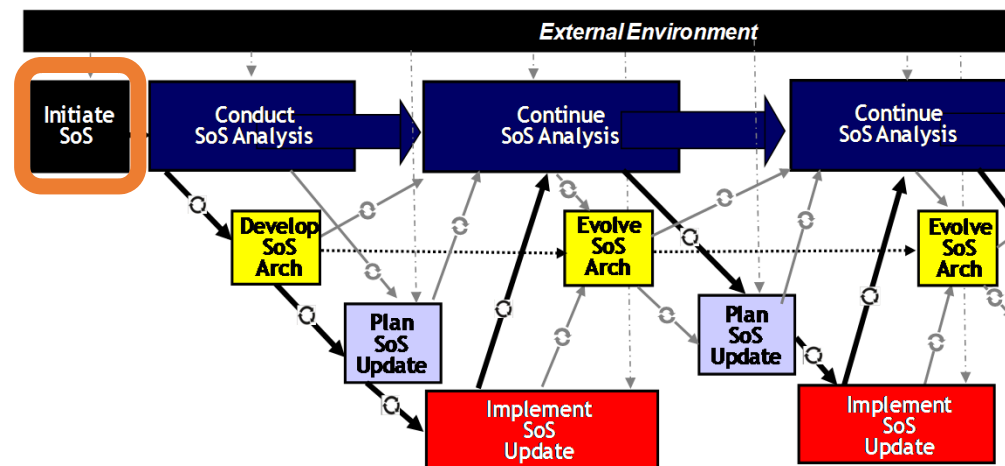 External Environment
Initiate
SoS
Conduct
SoS Analysis
Continue
SoS Analysis
Continue
SoS Analysis
Develop
SoS
Arch
Evolve
SoS
Arch
Evolve
SoS
Arch
Plan
SoS
Update
Plan
SoS
Update
Implement
SoS
Update
Implement
SoS
Update